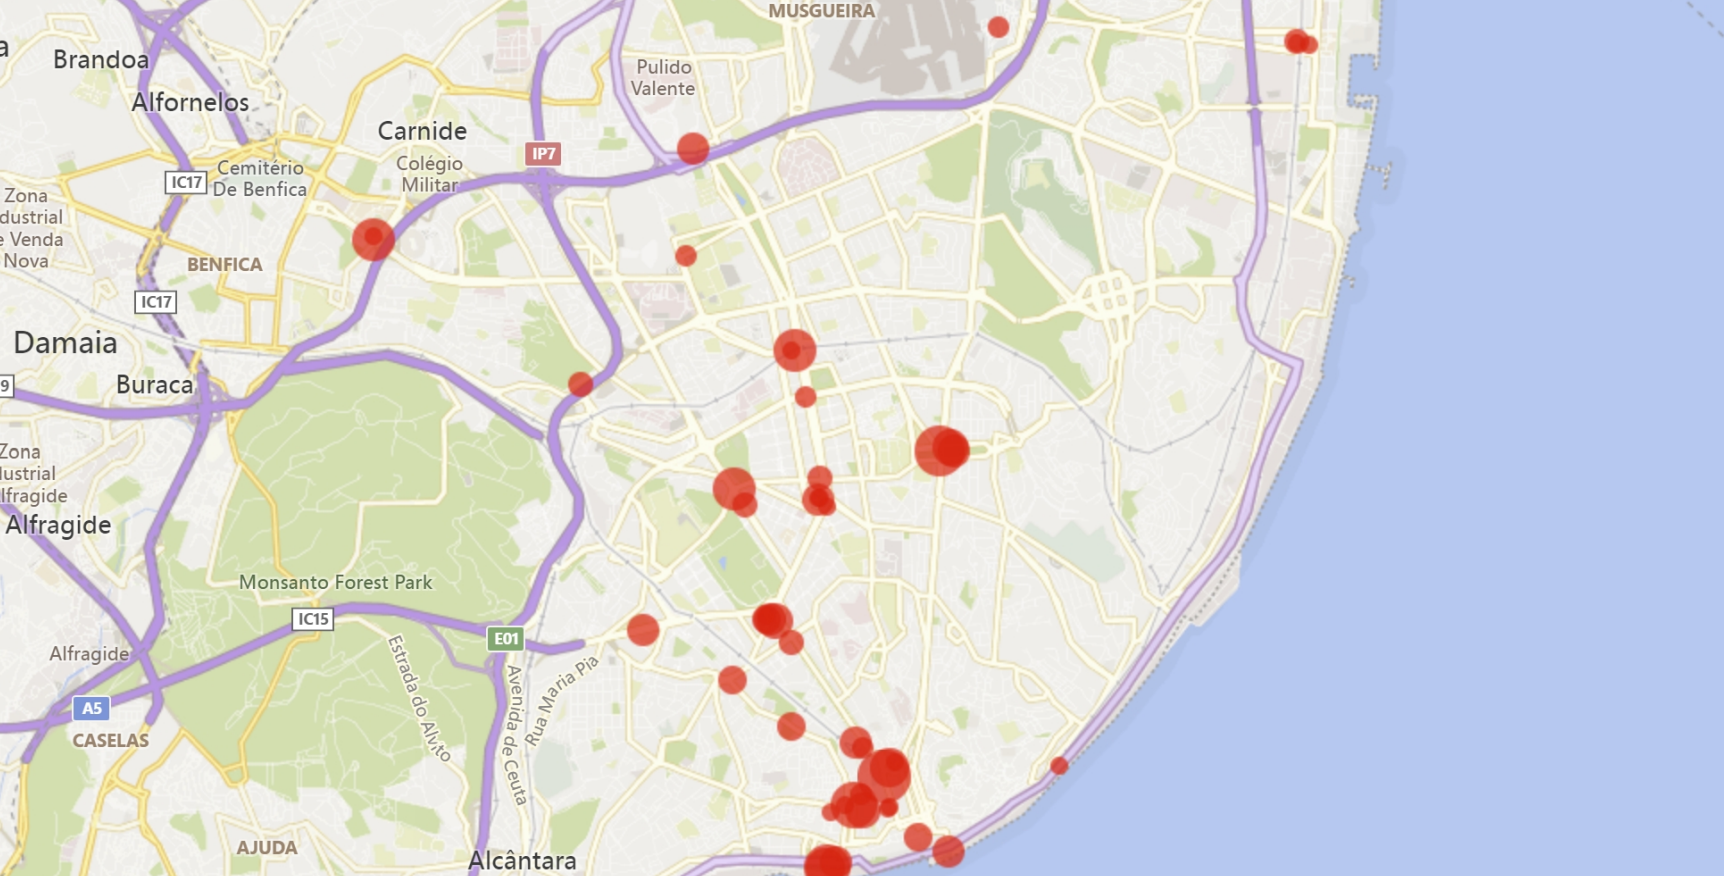 MUSGUEIRA
Brandoa
Pulido
Valente
Alfornelos
Carnide
IP7
Colégio
Militar
Cemitério
De Benfica
IC17
Zona
dustrial
e Venda
Nova
BENFICA
IC17
Damaia
Buraca
9
Zona
lustrial
lfragide
Alfragide
Monsanto Forest Park
IC15
E01
Alfragide
Estrada do Alvito
Avenida de Ceuta
Rua Maria Pia
A5
CASELAS
AJUDA
Alcântara